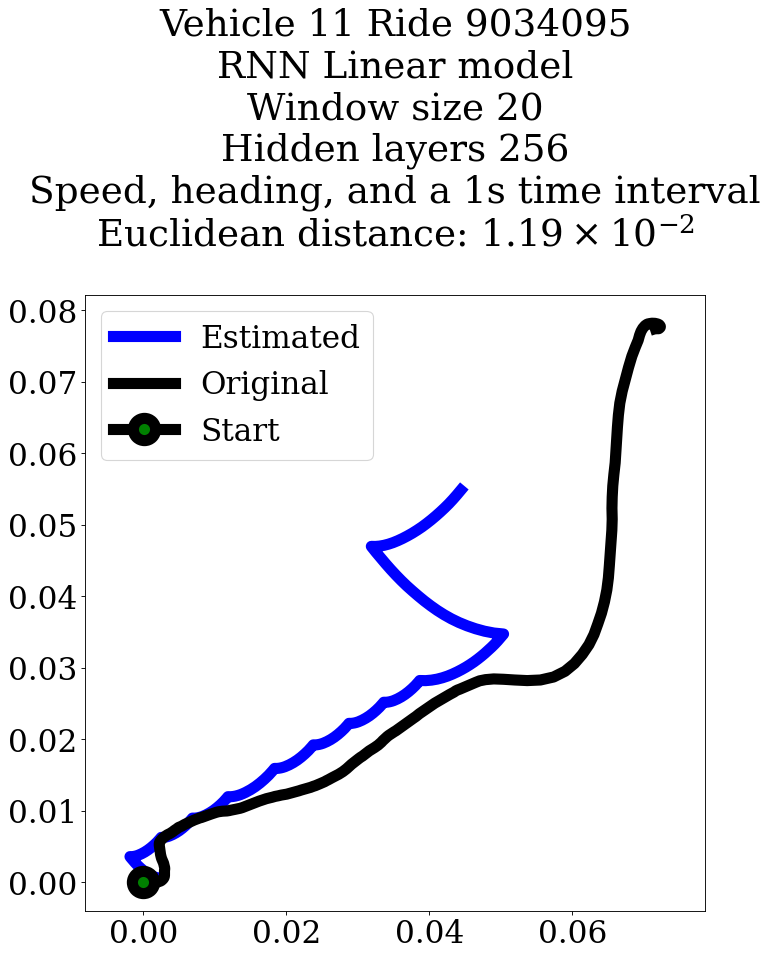 Vehicle 11 Ride 9034095
RNN Linear model
Window size 20
Hidden layers 256
Speed, heading, and a 1s time interval
Euclidean distance: 1.19 × 10⁻²
Estimated
Original
Start
0.08
0.07
0.06
0.05
0.04
0.03
0.02
0.01
0.00
0.00 0.02 0.04 0.06